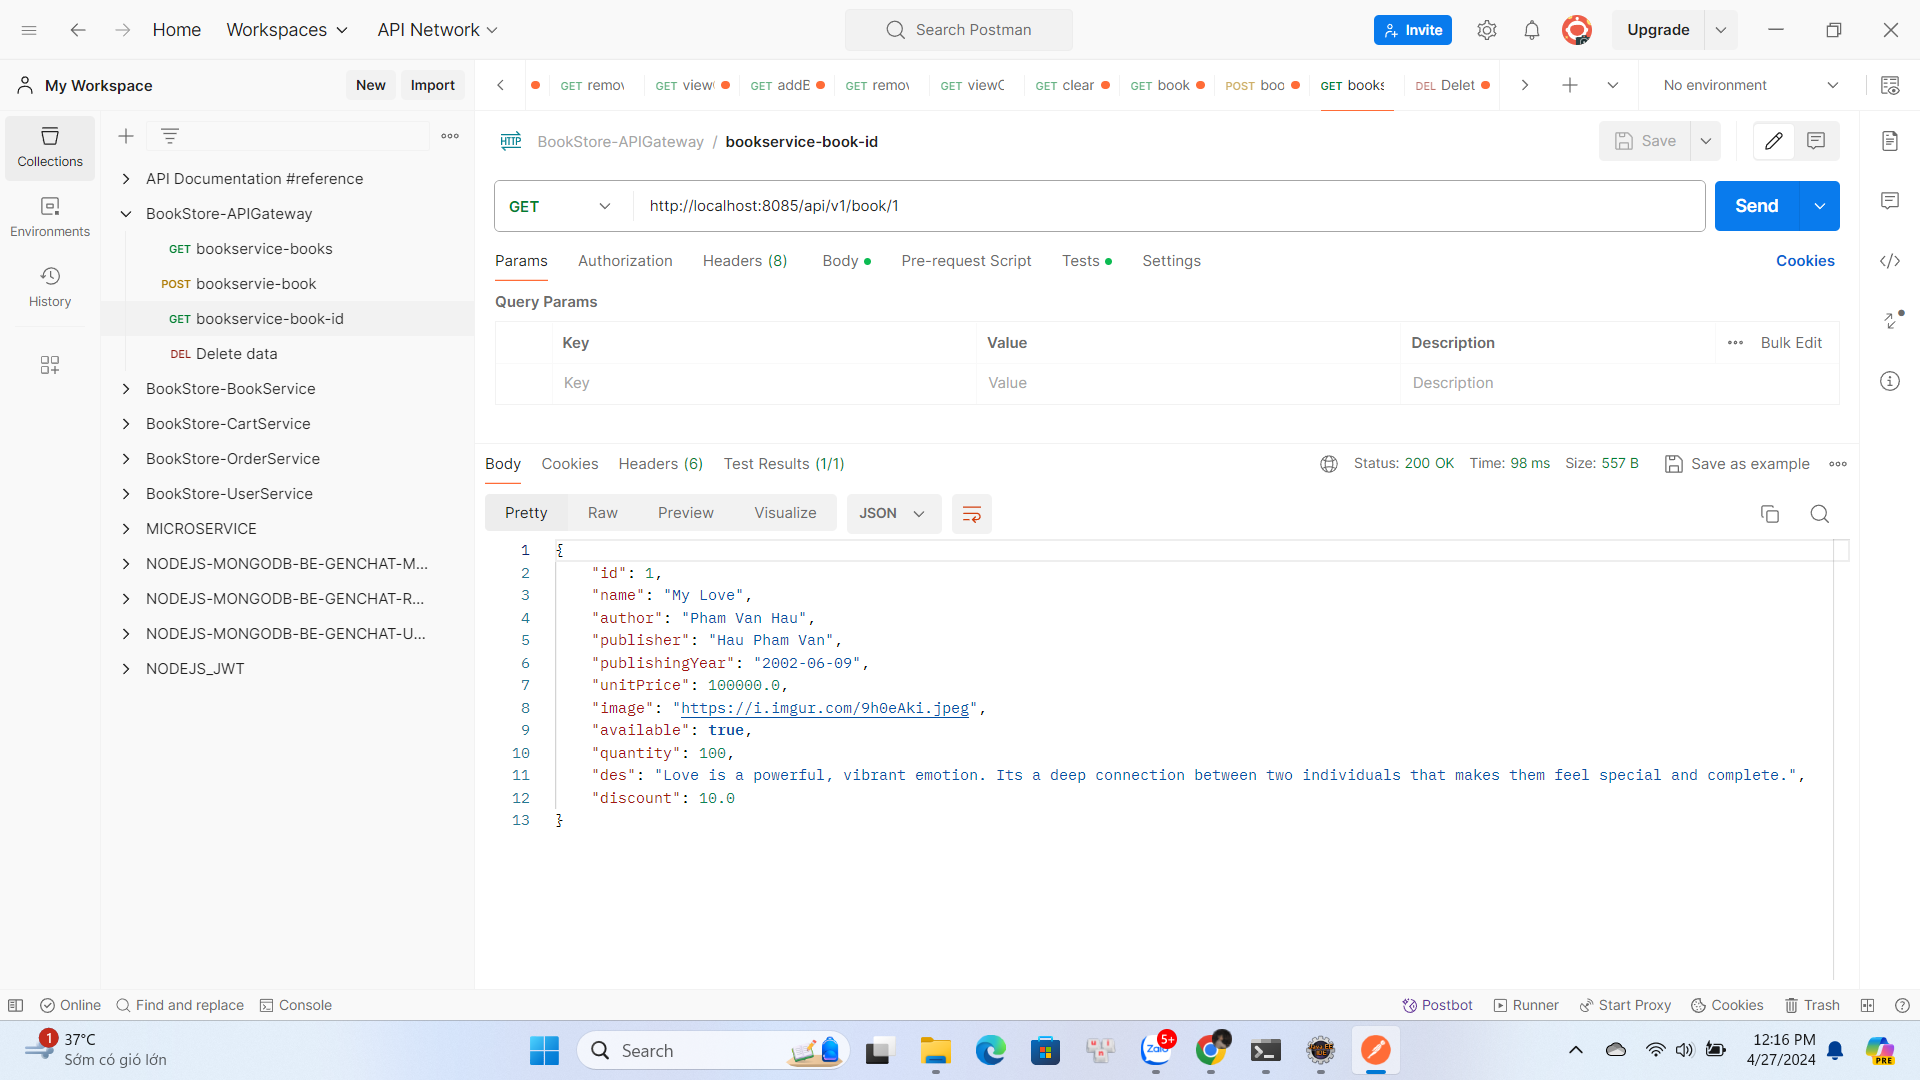 Home
Workspaces
API Network
Search Postman
Invite
Upgrade
My Workspace
New
Import
GET remov
GET view
GET addB
GET remov
GET viewC
GET clear
GET book
POST boo
GET books
DEL Delet
No environment
Collections
Environments
History
API Documentation #reference
BookStore-APIGateway
GET bookservice-books
POST bookservie-book
GET bookservice-book-id
DEL Delete data
BookStore-BookService
BookStore-CartService
BookStore-OrderService
BookStore-UserService
MICROSERVICE
NODEJS-MONGODB-BE-GENCHAT-M...
NODEJS-MONGODB-BE-GENCHAT-R...
NODEJS-MONGODB-BE-GENCHAT-U...
NODEJS_JWT
HTTP BookStore-APIGateway / bookservice-book-id
Save
GET
http://localhost:8085/api/v1/book/1
Send
Params
Authorization
Headers (8)
Body
Pre-request Script
Tests
Settings
Cookies
Query Params
Key Value Description ••• Bulk Edit
Key Value Description
Body
Cookies
Headers (6)
Test Results (1/1)
Status: 200 OK
Time: 98 ms
Size: 557 B
Save as example
Pretty
Raw
Preview
Visualize
JSON
1 {
2 "id": 1,
3 "name": "My Love",
4 "author": "Pham Van Hau",
5 "publisher": "Hau Pham Van",
6 "publishingYear": "2002-06-09",
7 "unitPrice": 100000.0,
8 "image": "https://i.imgur.com/9h0eAki.jpeg",
9 "available": true,
10 "quantity": 100,
11 "des": "Love is a powerful, vibrant emotion. Its a deep connection between two individuals that makes them feel special and complete.",
12 "discount": 10.0
13 }
Online
Find and replace
Console
Postbot
Runner
Start Proxy
Cookies
Trash
1
37°C
Sớm có gió lớn
Search
Zalo
5+
12:16 PM
4/27/2024
PRE